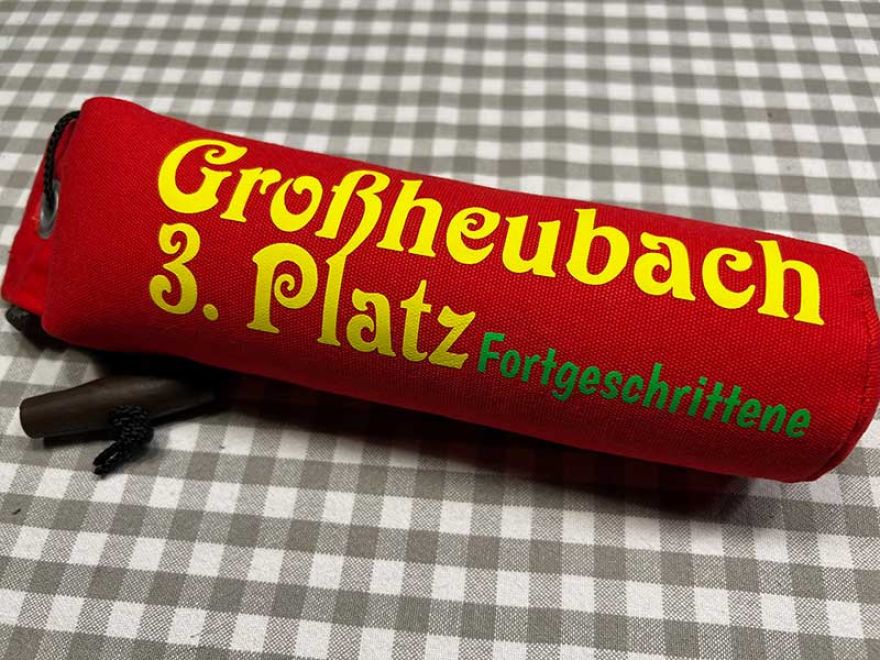 Großheubach
3. Platz Fortgeschrittene